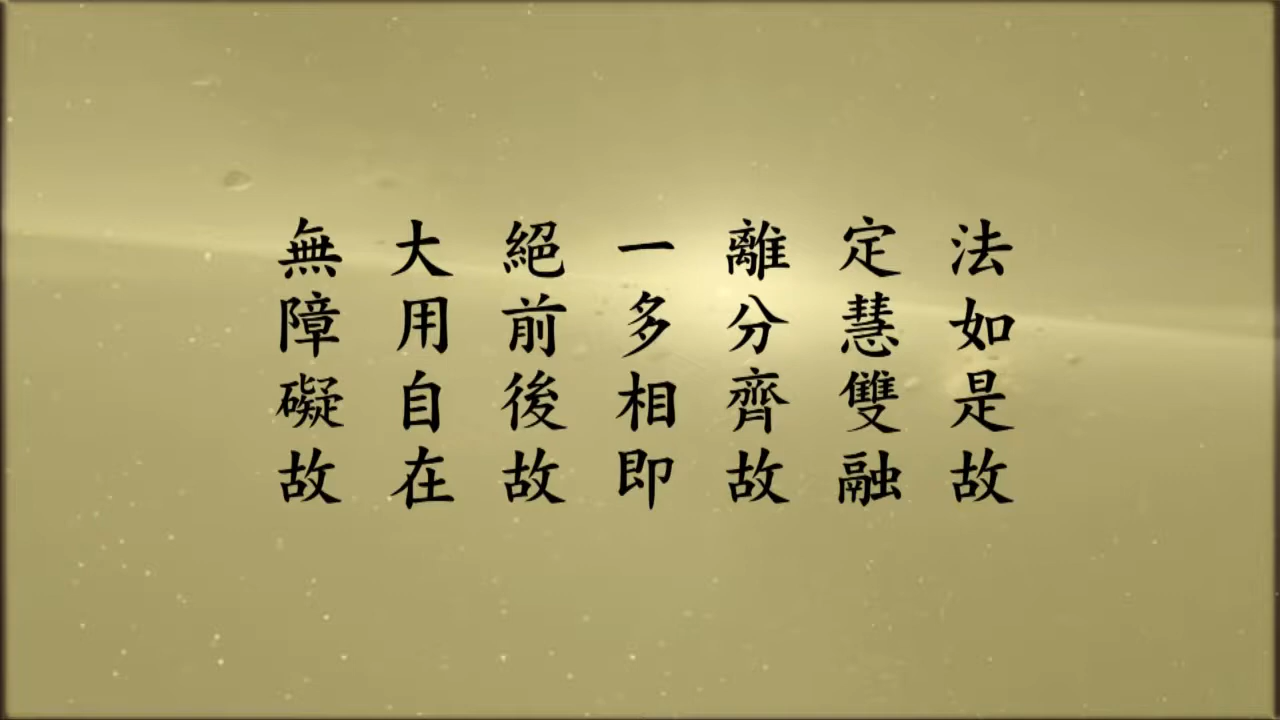 法如是故
定慧雙融
離分齊故
一多相即
絕前後故
大用自在
無障礙故